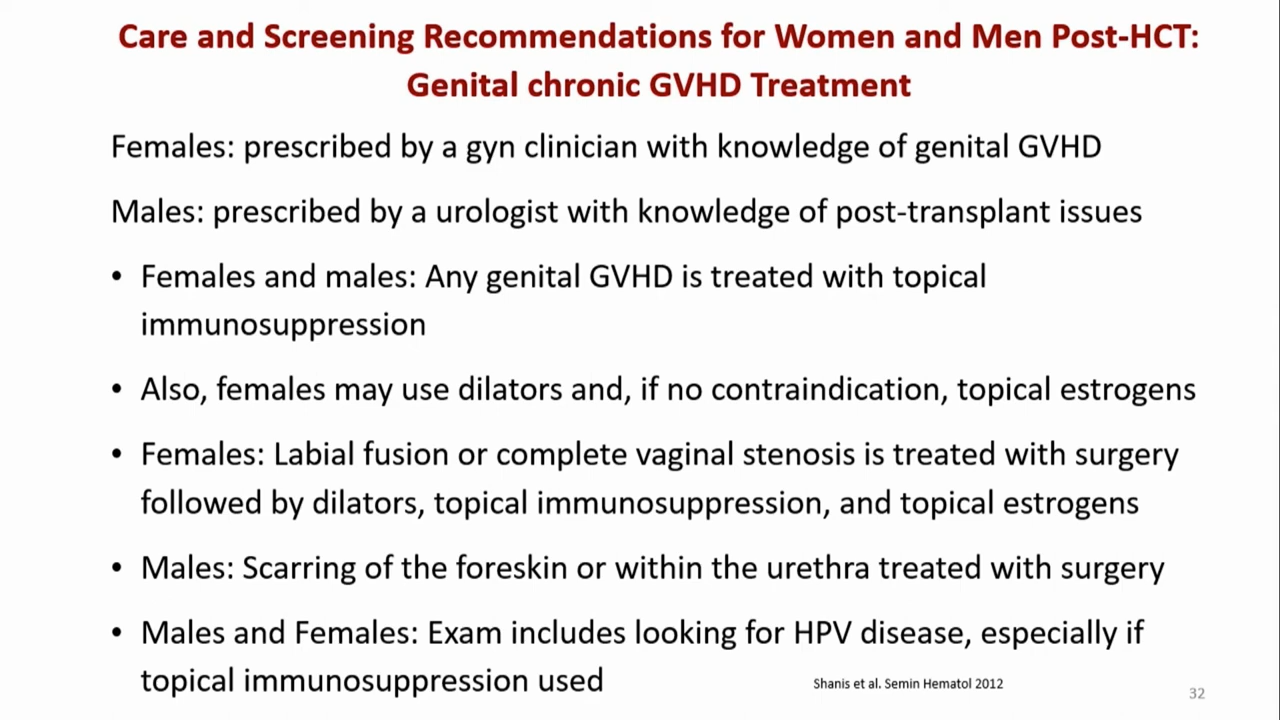 Care and Screening Recommendations for Women and Men Post-HCT:
Genital chronic GVHD Treatment
Females: prescribed by a gyn clinician with knowledge of genital GVHD
Males: prescribed by a urologist with knowledge of post-transplant issues
• Females and males: Any genital GVHD is treated with topical
immunosuppression
• Also, females may use dilators and, if no contraindication, topical estrogens
• Females: Labial fusion or complete vaginal stenosis is treated with surgery
followed by dilators, topical immunosuppression, and topical estrogens
• Males: Scarring of the foreskin or within the urethra treated with surgery
• Males and Females: Exam includes looking for HPV disease, especially if
topical immunosuppression used
Shanis et al. Semin Hematol 2012
32